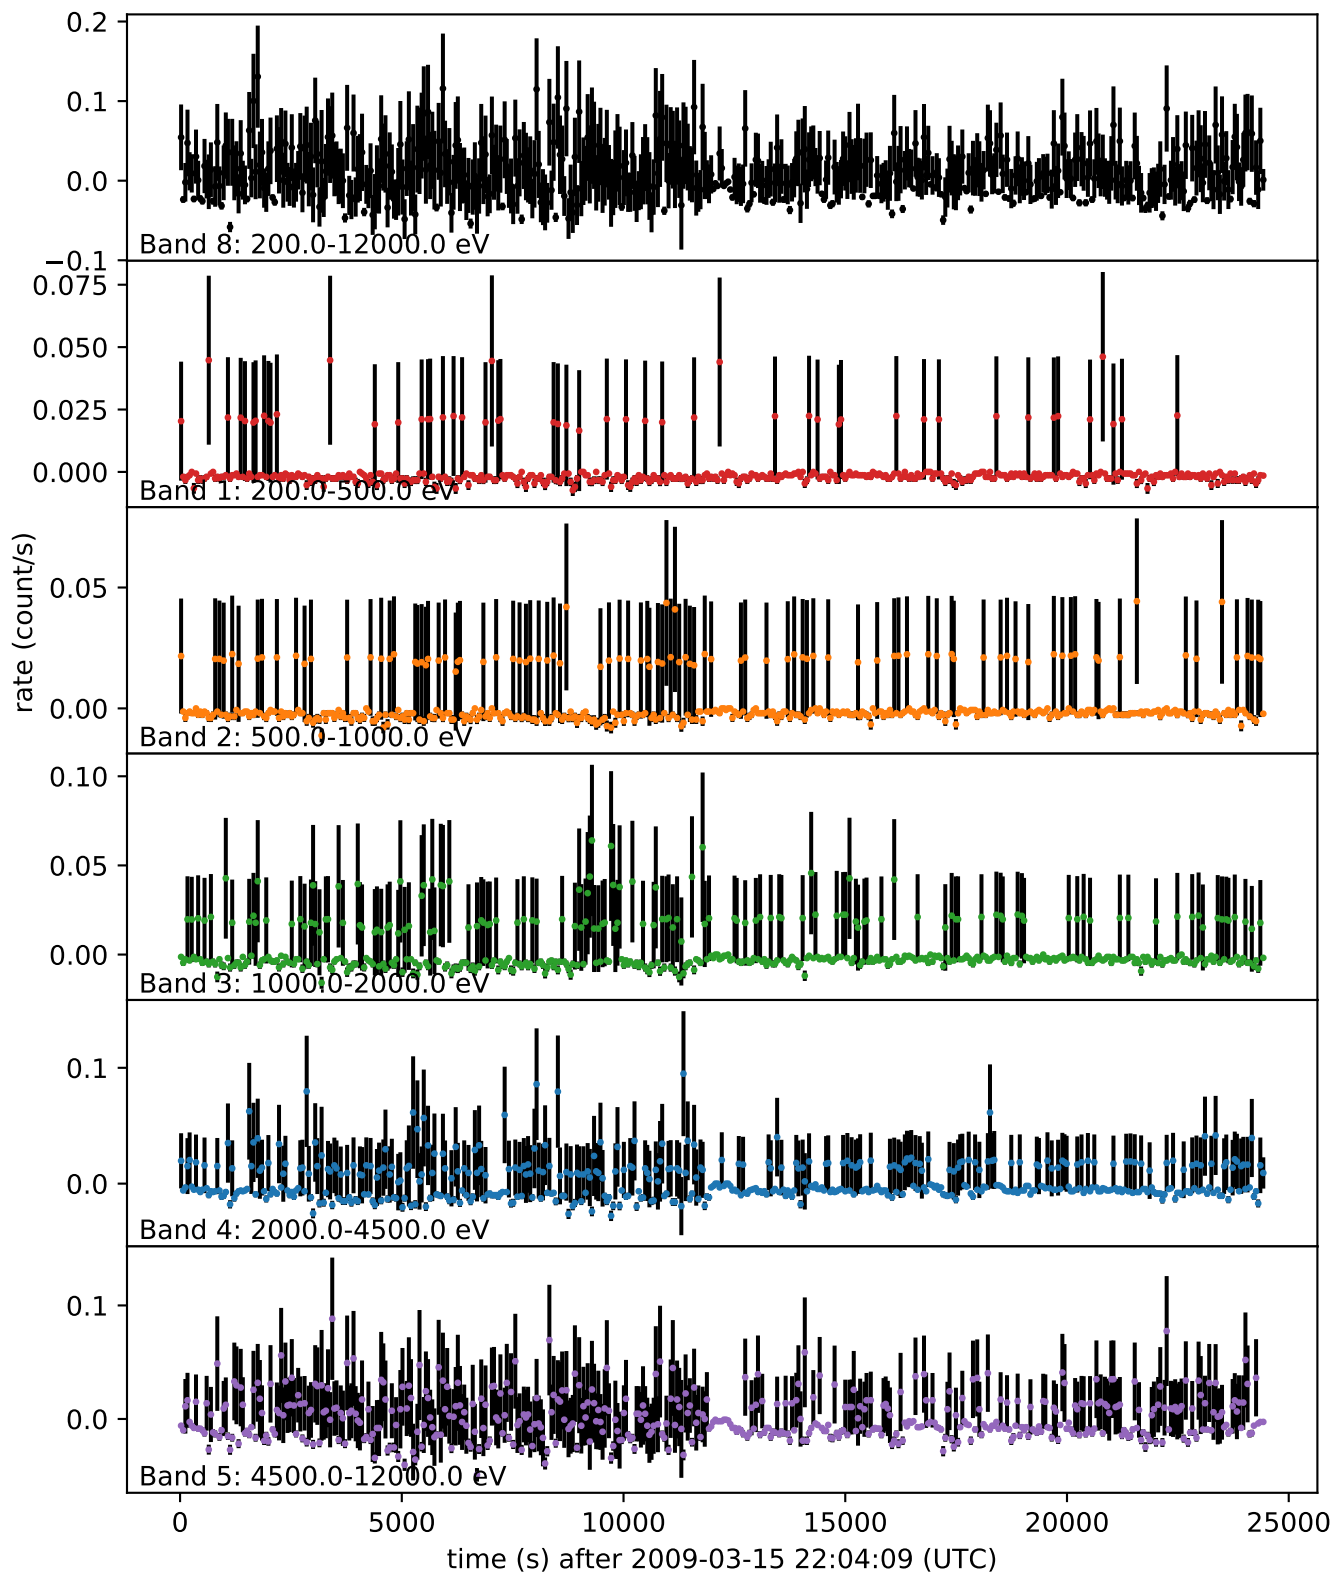 0.2
0.1
0.0
−0.1
Band 8: 200.0-12000.0 eV
0.075
0.050
0.025
0.000
Band 1: 200.0-500.0 eV
rate (count/s)
0.05
0.00
Band 2: 500.0-1000.0 eV
0.10
0.05
0.00
Band 3: 1000.0-2000.0 eV
0.1
0.0
Band 4: 2000.0-4500.0 eV
0.1
0.0
Band 5: 4500.0-12000.0 eV
0 5000 10000 15000 20000 25000
time (s) after 2009-03-15 22:04:09 (UTC)